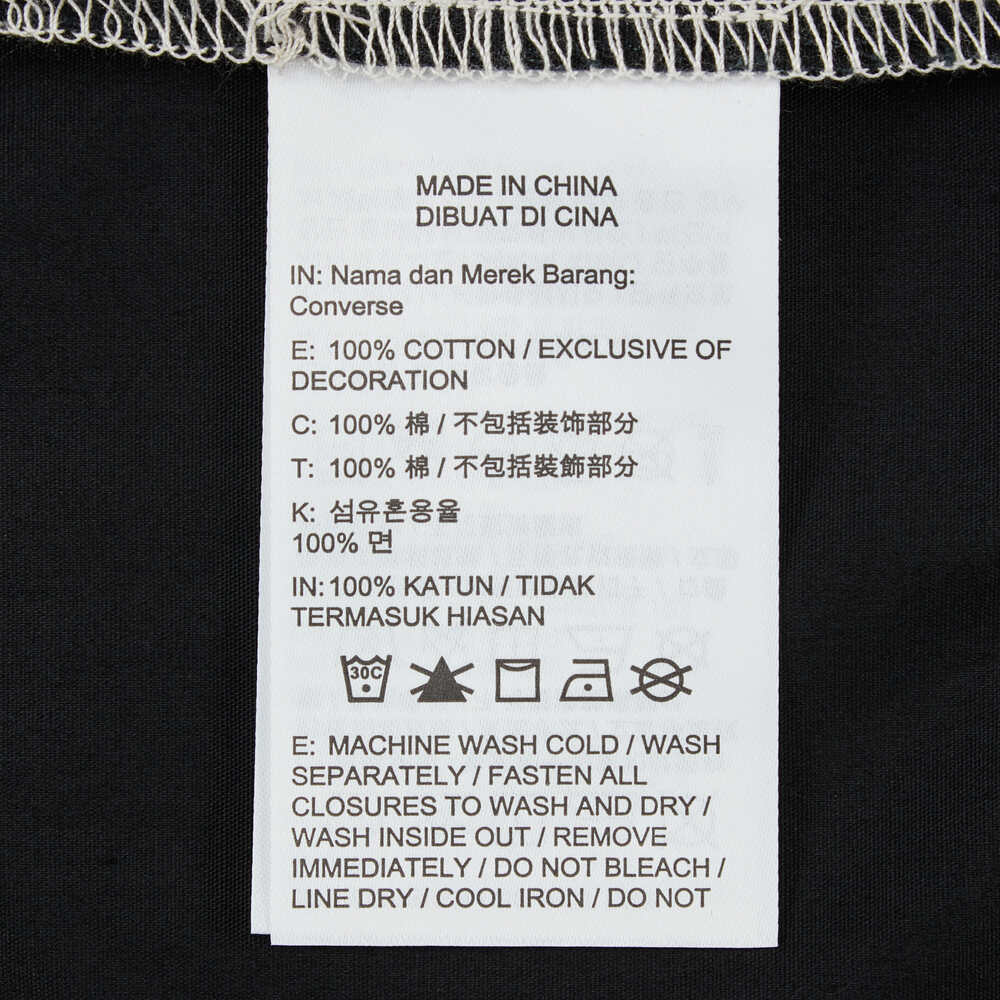 MADE IN CHINA
DIBUAT DI CINA
IN: Nama dan Merek Barang:
Converse
E: 100% COTTON / EXCLUSIVE OF
DECORATION
C: 100% 棉 / 不包括装饰部分
T: 100% 棉 / 不包括裝飾部分
K: 섬유혼용율
100% 면
IN: 100% KATUN / TIDAK
TERMASUK HIASAN
30C
E: MACHINE WASH COLD / WASH
SEPARATELY / FASTEN ALL
CLOSURES TO WASH AND DRY /
WASH INSIDE OUT / REMOVE
IMMEDIATELY / DO NOT BLEACH /
LINE DRY / COOL IRON / DO NOT